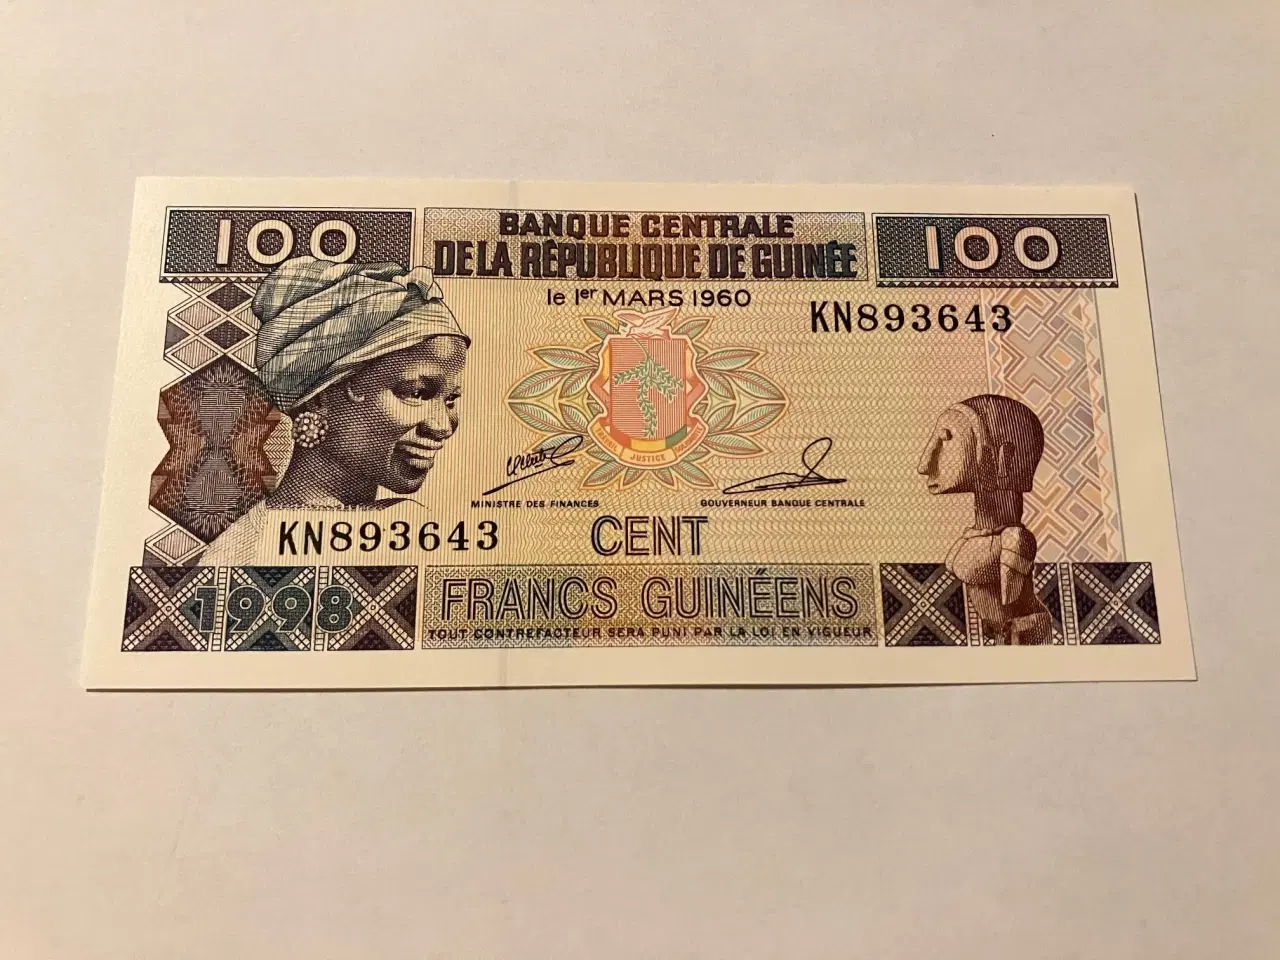 100
BANQUE CENTRALE
DE LA RÉPUBLIQUE DE GUINÉE
100
le 1er MARS 1960
KN893643
JUSTICE
MINISTRE DES FINANCES
GOUVERNEUR BANQUE CENTRALE
KN893643
CENT
1998
FRANCS GUINÉENS
TOUT CONTREFACTEUR SERA PUNI PAR LA LOI EN VIGUEUR